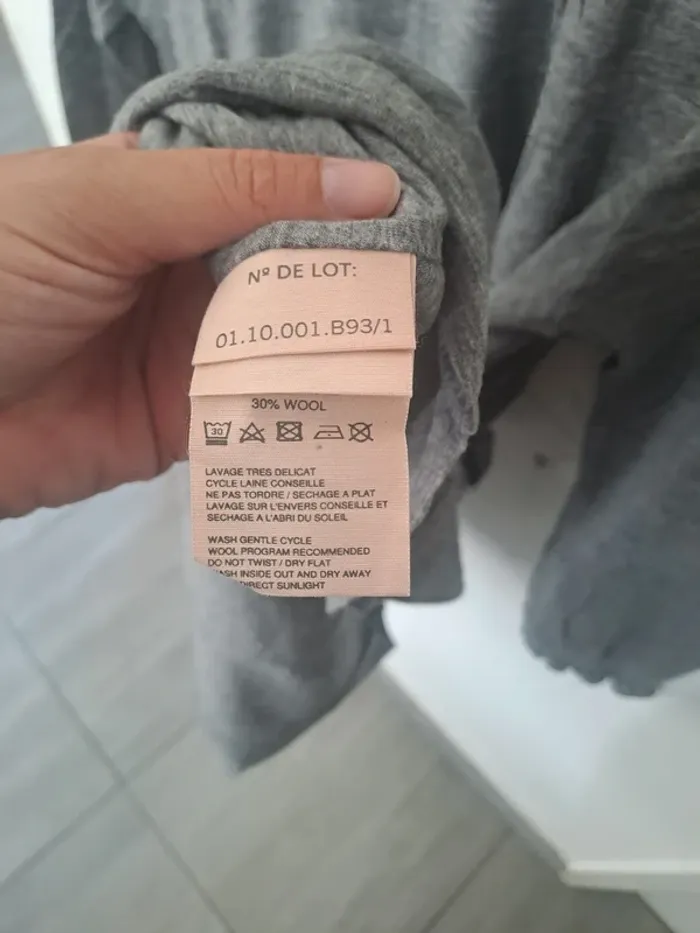 Nº DE LOT:
01.10.001.B93/1
30% WOOL
30
LAVAGE TRES DELICAT
CYCLE LAINE CONSEILLE
NE PAS TORDRE / SECHAGE A PLAT
LAVAGE SUR L'ENVERS CONSEILLE ET
SECHAGE A L'ABRI DU SOLEIL
WASH GENTLE CYCLE
WOOL PROGRAM RECOMMENDED
DO NOT TWIST / DRY FLAT
WASH INSIDE OUT AND DRY AWAY
DIRECT SUNLIGHT